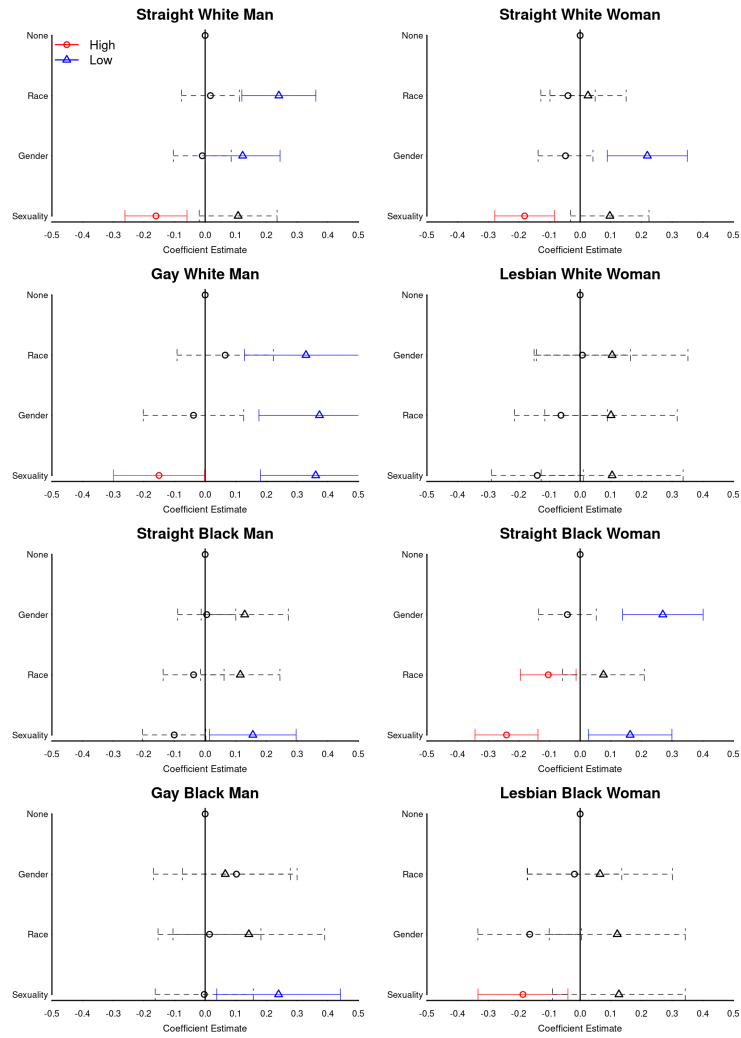 Straight White Man
None
High
Low
Race
Gender
Sexuality
-0.5 -0.4 -0.3 -0.2 -0.1 0.0 0.1 0.2 0.3 0.4 0.5
Coefficient Estimate
Straight White Woman
None
Race
Gender
Sexuality
-0.5 -0.4 -0.3 -0.2 -0.1 0.0 0.1 0.2 0.3 0.4 0.5
Coefficient Estimate
Gay White Man
None
Race
Gender
Sexuality
-0.5 -0.4 -0.3 -0.2 -0.1 0.0 0.1 0.2 0.3 0.4 0.5
Coefficient Estimate
Lesbian White Woman
None
Gender
Race
Sexuality
-0.5 -0.4 -0.3 -0.2 -0.1 0.0 0.1 0.2 0.3 0.4 0.5
Coefficient Estimate
Straight Black Man
None
Gender
Race
Sexuality
-0.5 -0.4 -0.3 -0.2 -0.1 0.0 0.1 0.2 0.3 0.4 0.5
Coefficient Estimate
Straight Black Woman
None
Gender
Race
Sexuality
-0.5 -0.4 -0.3 -0.2 -0.1 0.0 0.1 0.2 0.3 0.4 0.5
Coefficient Estimate
Gay Black Man
None
Gender
Race
Sexuality
-0.5 -0.4 -0.3 -0.2 -0.1 0.0 0.1 0.2 0.3 0.4 0.5
Coefficient Estimate
Lesbian Black Woman
None
Race
Gender
Sexuality
-0.5 -0.4 -0.3 -0.2 -0.1 0.0 0.1 0.2 0.3 0.4 0.5
Coefficient Estimate